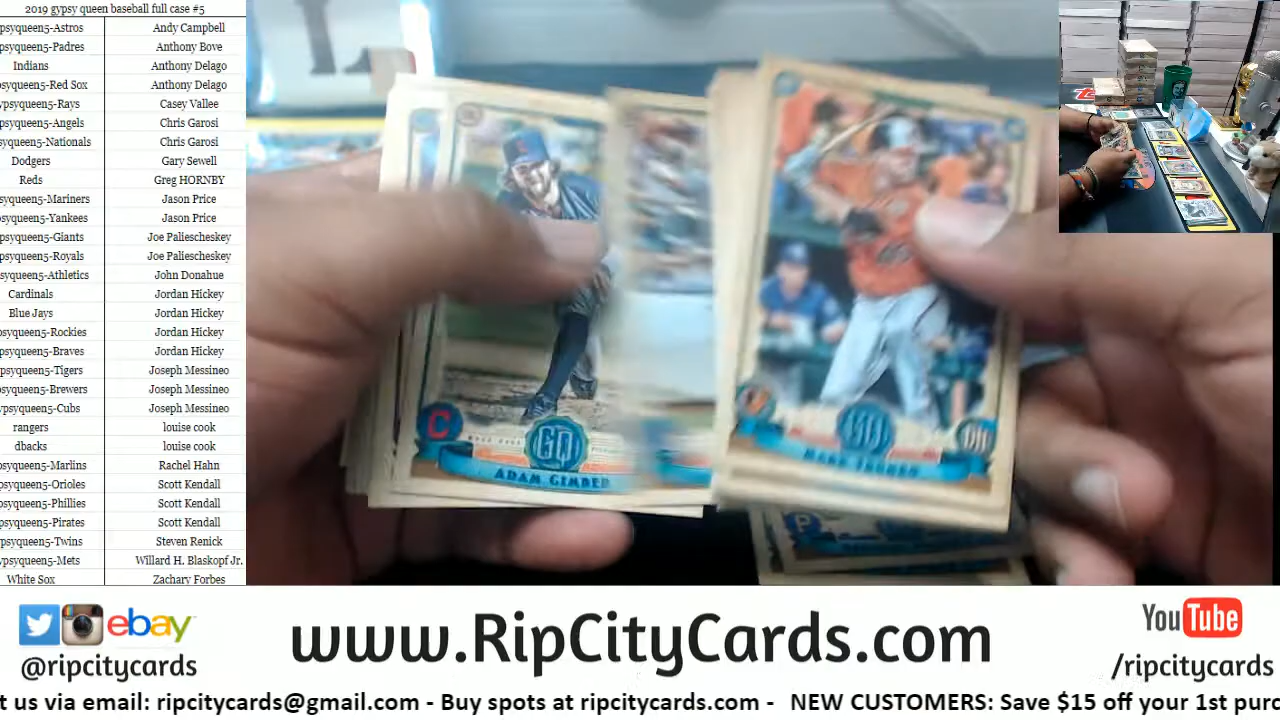 2019 gypsy queen baseball full case #5
psyqueen5-Astros Andy Campbell
psyqueen5-Padres Anthony Bove
Indians Anthony Delago
psyqueen5-Red Sox Anthony Delago
ypsyqueen5-Rays Casey Vallee
ypsyqueen5-Angels Chris Garosi
psyqueen5-Nationals Chris Garosi
Dodgers Gary Sewell
Reds Greg HORNBY
psyqueen5-Mariners Jason Price
psyqueen5-Yankees Jason Price
psyqueen5-Giants Joe Paliescheskey
psyqueen5-Royals Joe Paliescheskey
syqueen5-Athletics John Donahue
Cardinals Jordan Hickey
Blue Jays Jordan Hickey
psyqueen5-Rockies Jordan Hickey
psyqueen5-Braves Jordan Hickey
psyqueen5-Tigers Joseph Messineo
psyqueen5-Brewers Joseph Messineo
ypsyqueen5-Cubs Joseph Messineo
rangers louise cook
dbacks louise cook
psyqueen5-Marlins Rachel Hahn
psyqueen5-Orioles Scott Kendall
psyqueen5-Phillies Scott Kendall
psyqueen5-Pirates Scott Kendall
psyqueen5-Twins Steven Renick
ypsyqueen5-Mets Willard H. Blaskopf Jr.
White Sox Zachary Forbes
C
GQ
ADAM CIMBER
GQ
P
ebay
@ripcitycards
www.RipCityCards.com
YouTube
/ripcitycards
t us via email: ripcitycards@gmail.com - Buy spots at ripcitycards.com - NEW CUSTOMERS: Save $15 off your 1st purc